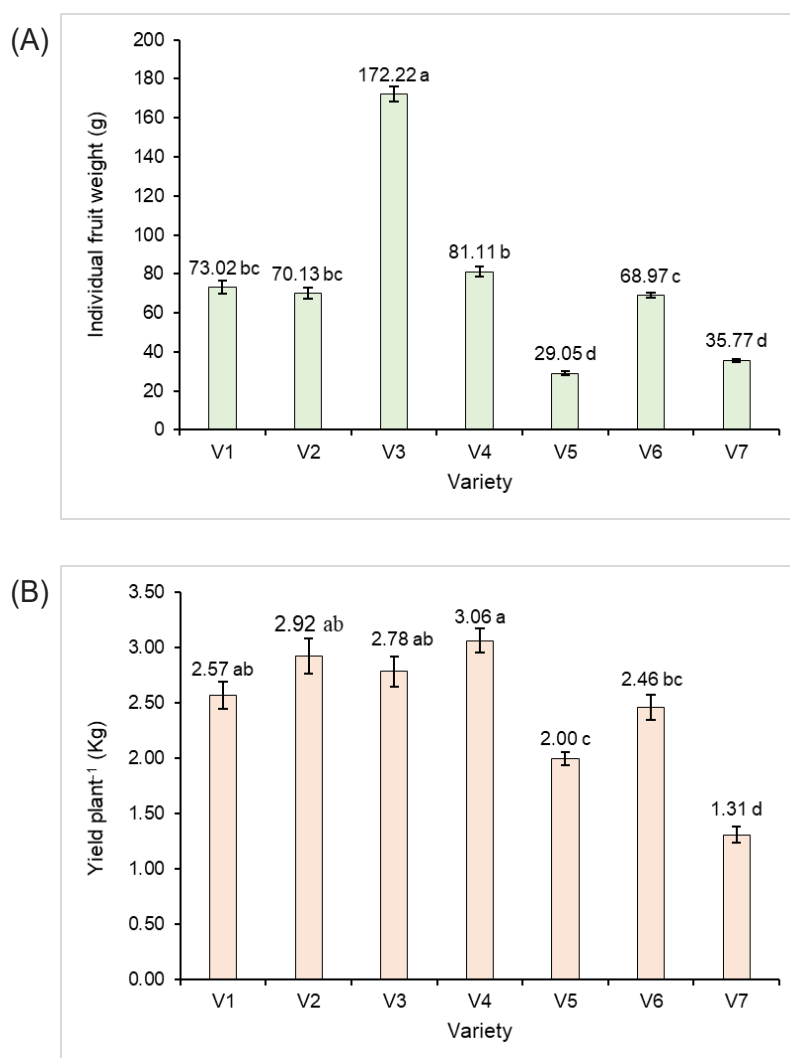 (A)
200
180
160
140
120
100
80
60
40
20
0
Individual fruit weight (g)
73.02 bc
70.13 bc
172.22 a
81.11 b
29.05 d
68.97 c
35.77 d
V1 V2 V3 V4 V5 V6 V7
Variety
(B)
3.50
3.00
2.50
2.00
1.50
1.00
0.50
0.00
Yield plant⁻¹ (Kg)
2.57 ab
2.92 ab
2.78 ab
3.06 a
2.00 c
2.46 bc
1.31 d
V1 V2 V3 V4 V5 V6 V7
Variety